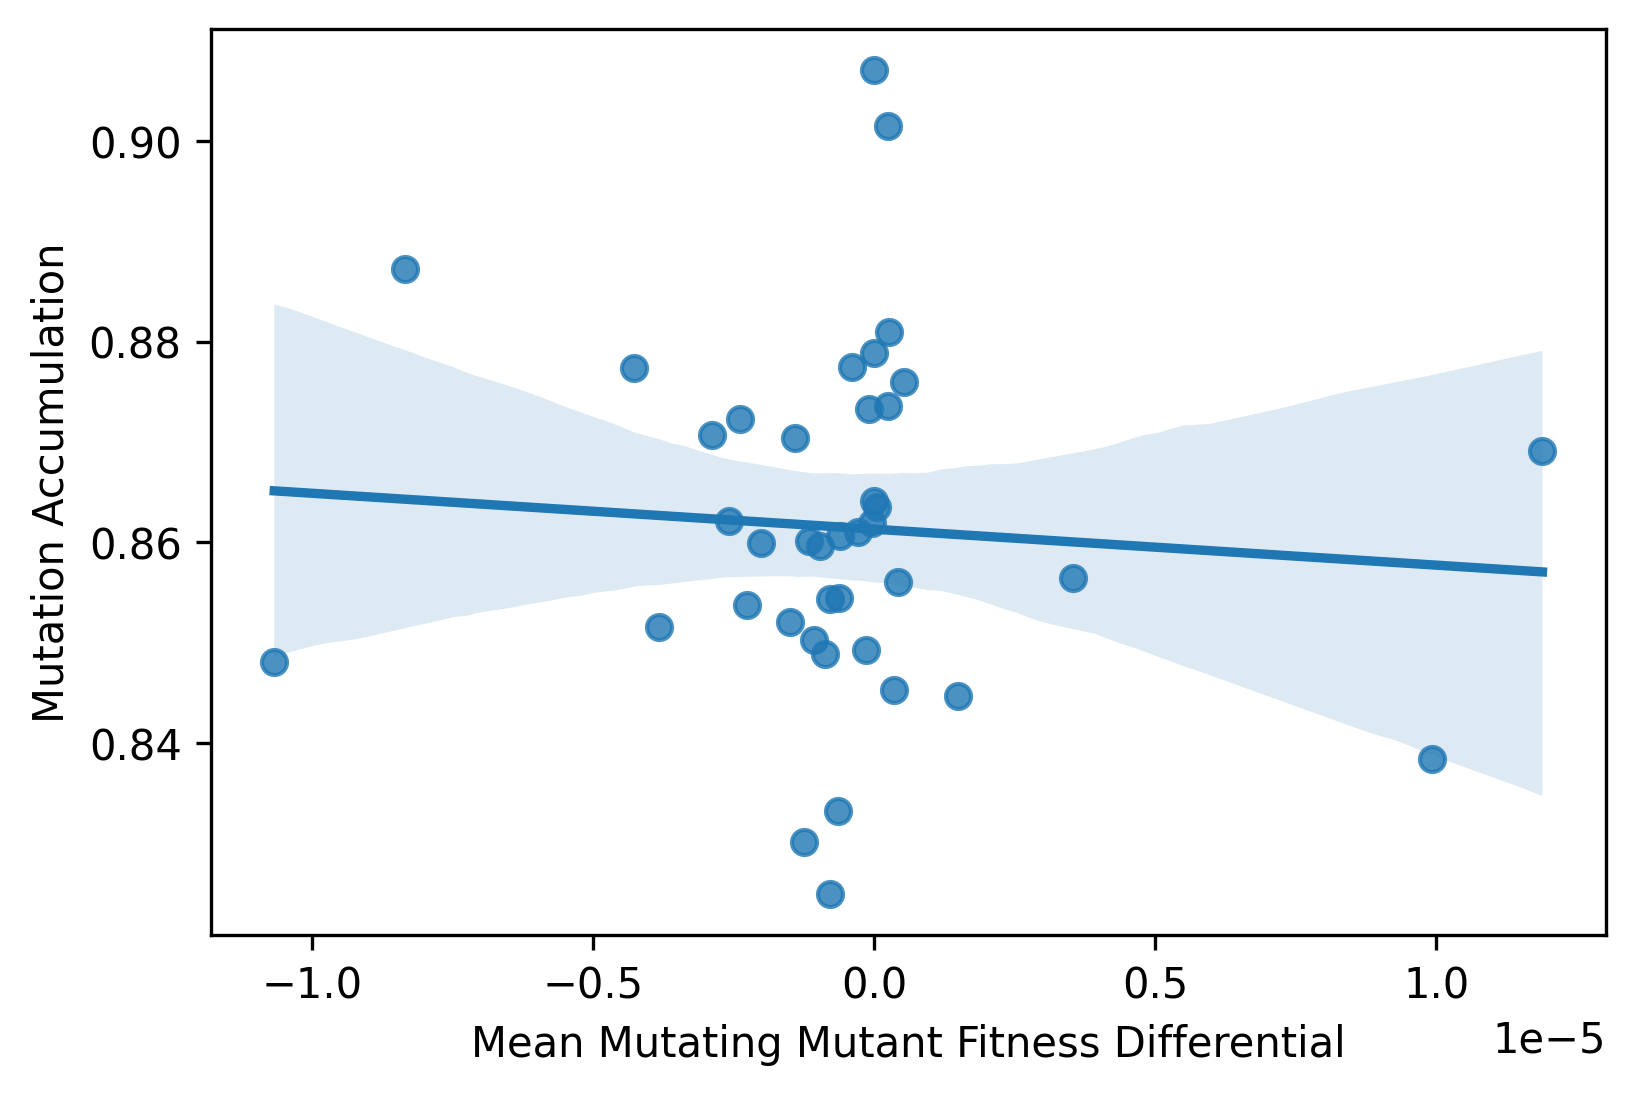 Mutation Accumulation
0.90
0.88
0.86
0.84
−1.0 −0.5 0.0 0.5 1.0
1e−5
Mean Mutating Mutant Fitness Differential